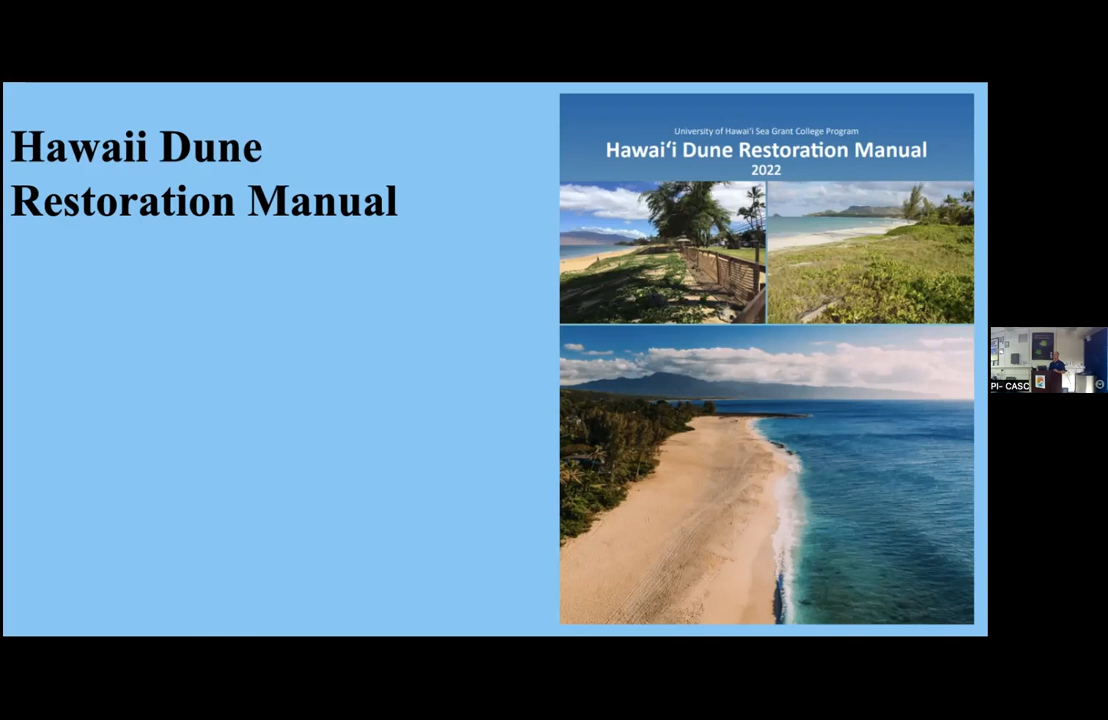 Hawaii Dune
Restoration Manual
University of Hawaiʻi Sea Grant College Program
Hawaiʻi Dune Restoration Manual
2022
PI- CASC